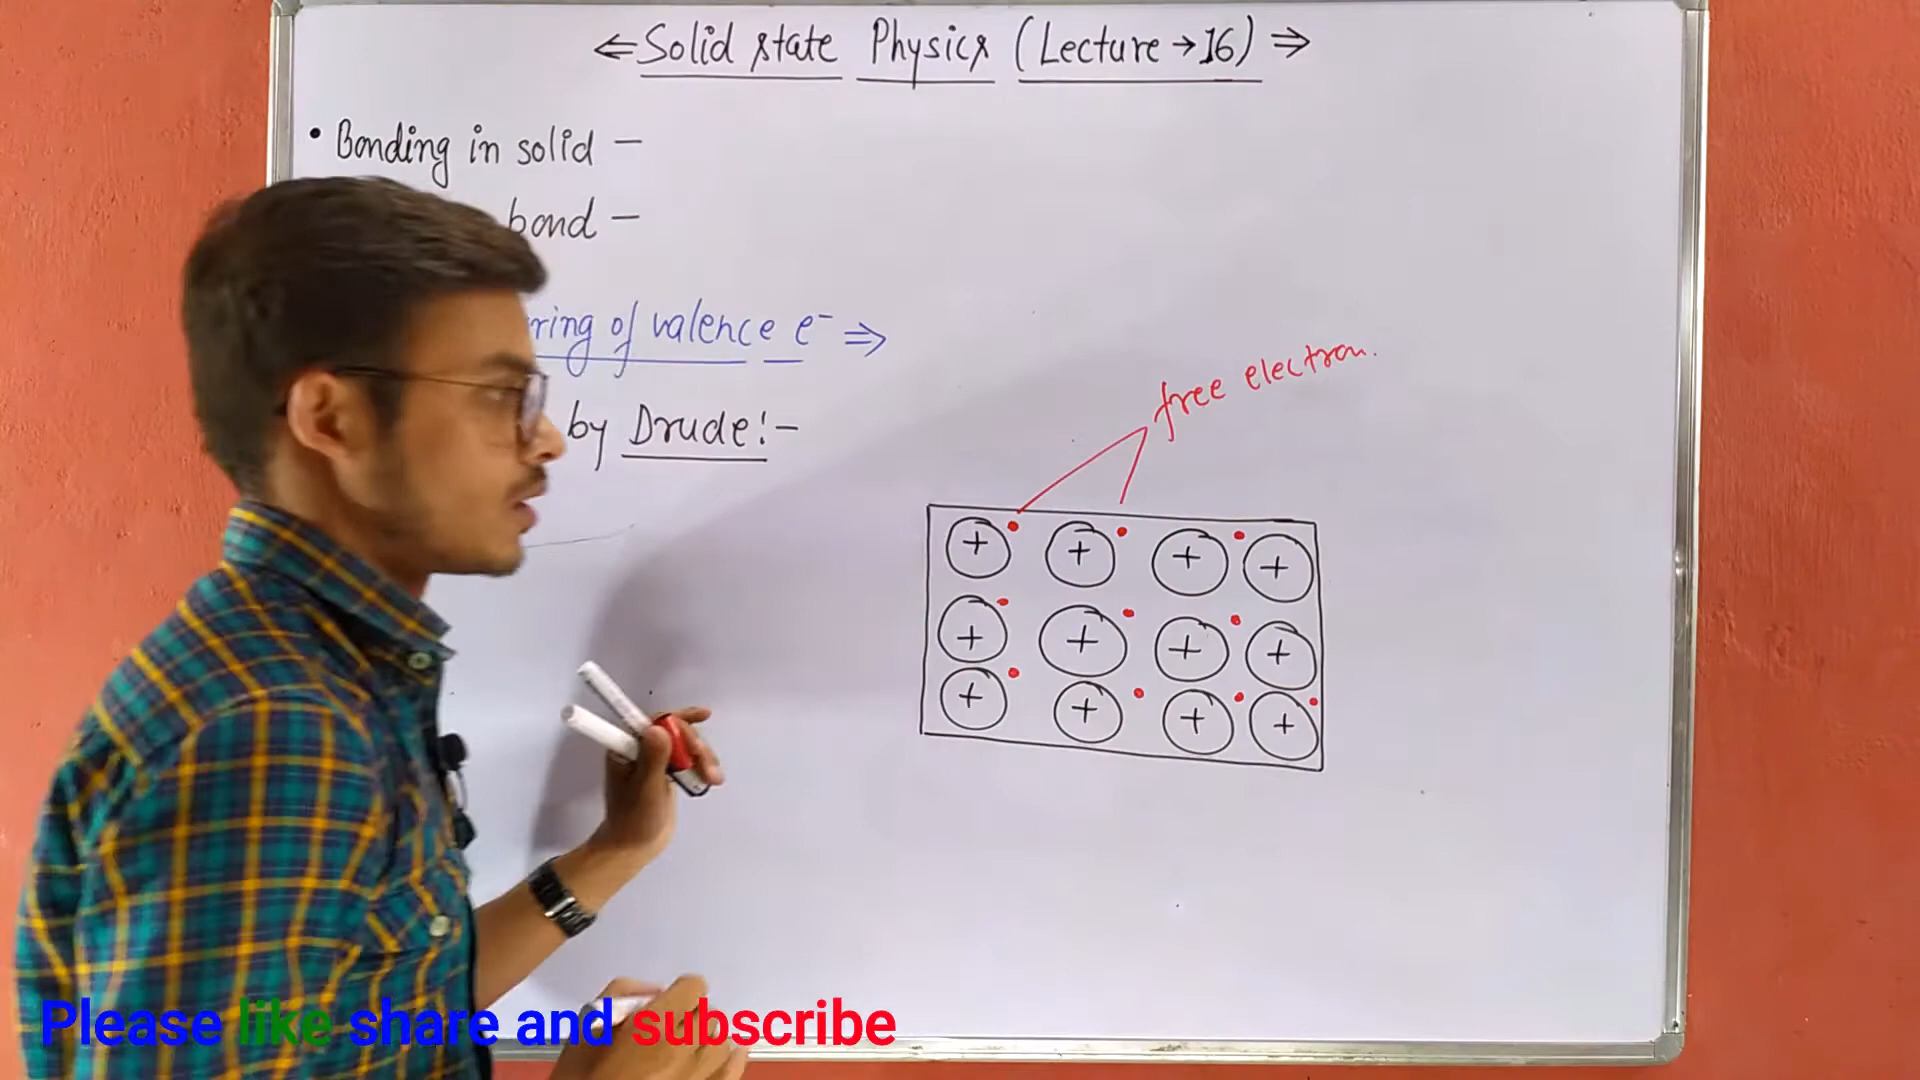 ⇐ Solid state Physics (Lecture → 16) ⇒
• Bonding in solid –
bond –
ring of valence e⁻ ⇒
by Drude:-
free electron.
+ + + +
+ + + +
+ + + +
Please like share and subscribe